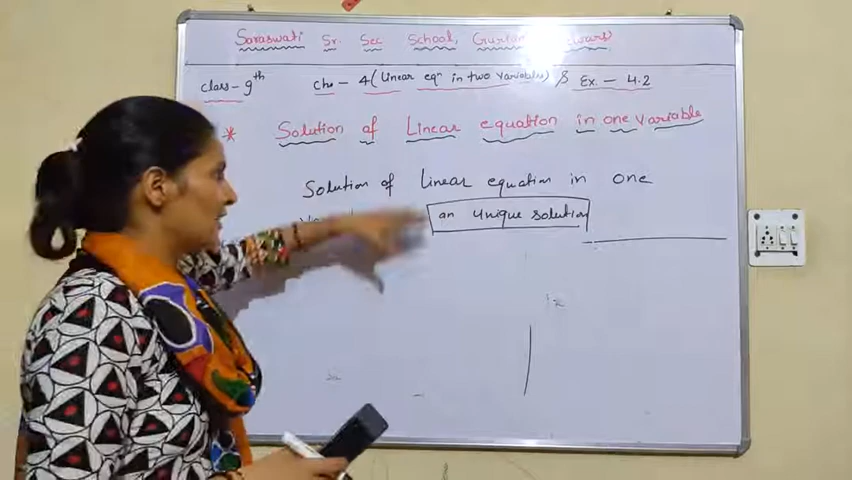 Saraswati Sr. Sec School,
class-9th Ch:- 4(Linear eqn in two variables) Ex.- 4.2
* Solution of Linear equation in one variable
Solution of linear equation in one
an unique solution